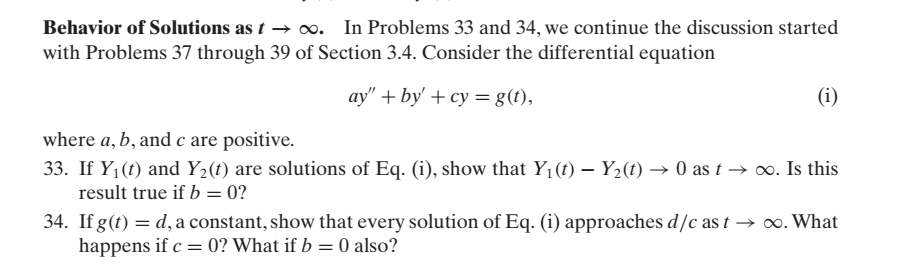 Behavior of Solutions as t → ∞. In Problems 33 and 34, we continue the discussion started
with Problems 37 through 39 of Section 3.4. Consider the differential equation
ay″ + by′ + cy = g(t), (i)
where a, b, and c are positive.
33. If Y₁(t) and Y₂(t) are solutions of Eq. (i), show that Y₁(t) − Y₂(t) → 0 as t → ∞. Is this
result true if b = 0?
34. If g(t) = d, a constant, show that every solution of Eq. (i) approaches d/c as t → ∞. What
happens if c = 0? What if b = 0 also?